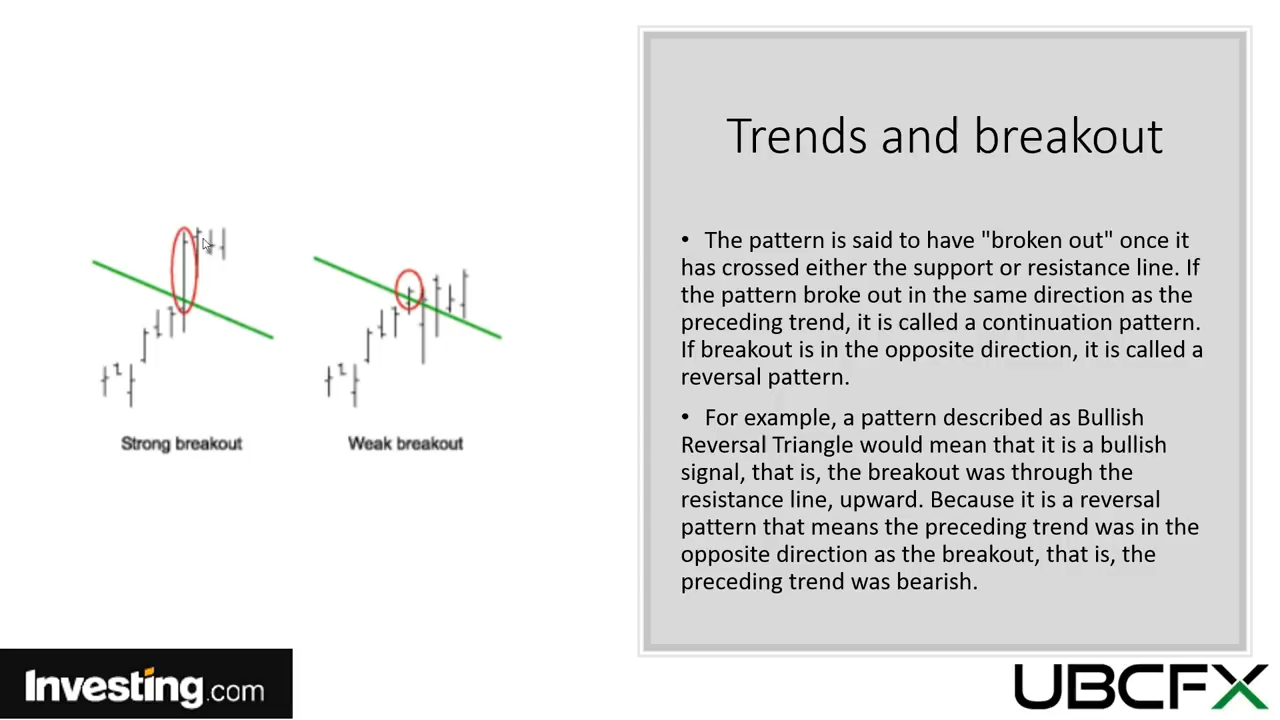 Trends and breakout
• The pattern is said to have "broken out" once it
has crossed either the support or resistance line. If
the pattern broke out in the same direction as the
preceding trend, it is called a continuation pattern.
If breakout is in the opposite direction, it is called a
reversal pattern.
• For example, a pattern described as Bullish
Reversal Triangle would mean that it is a bullish
signal, that is, the breakout was through the
resistance line, upward. Because it is a reversal
pattern that means the preceding trend was in the
opposite direction as the breakout, that is, the
preceding trend was bearish.
Strong breakout
Weak breakout
Investing.com
UBCFX